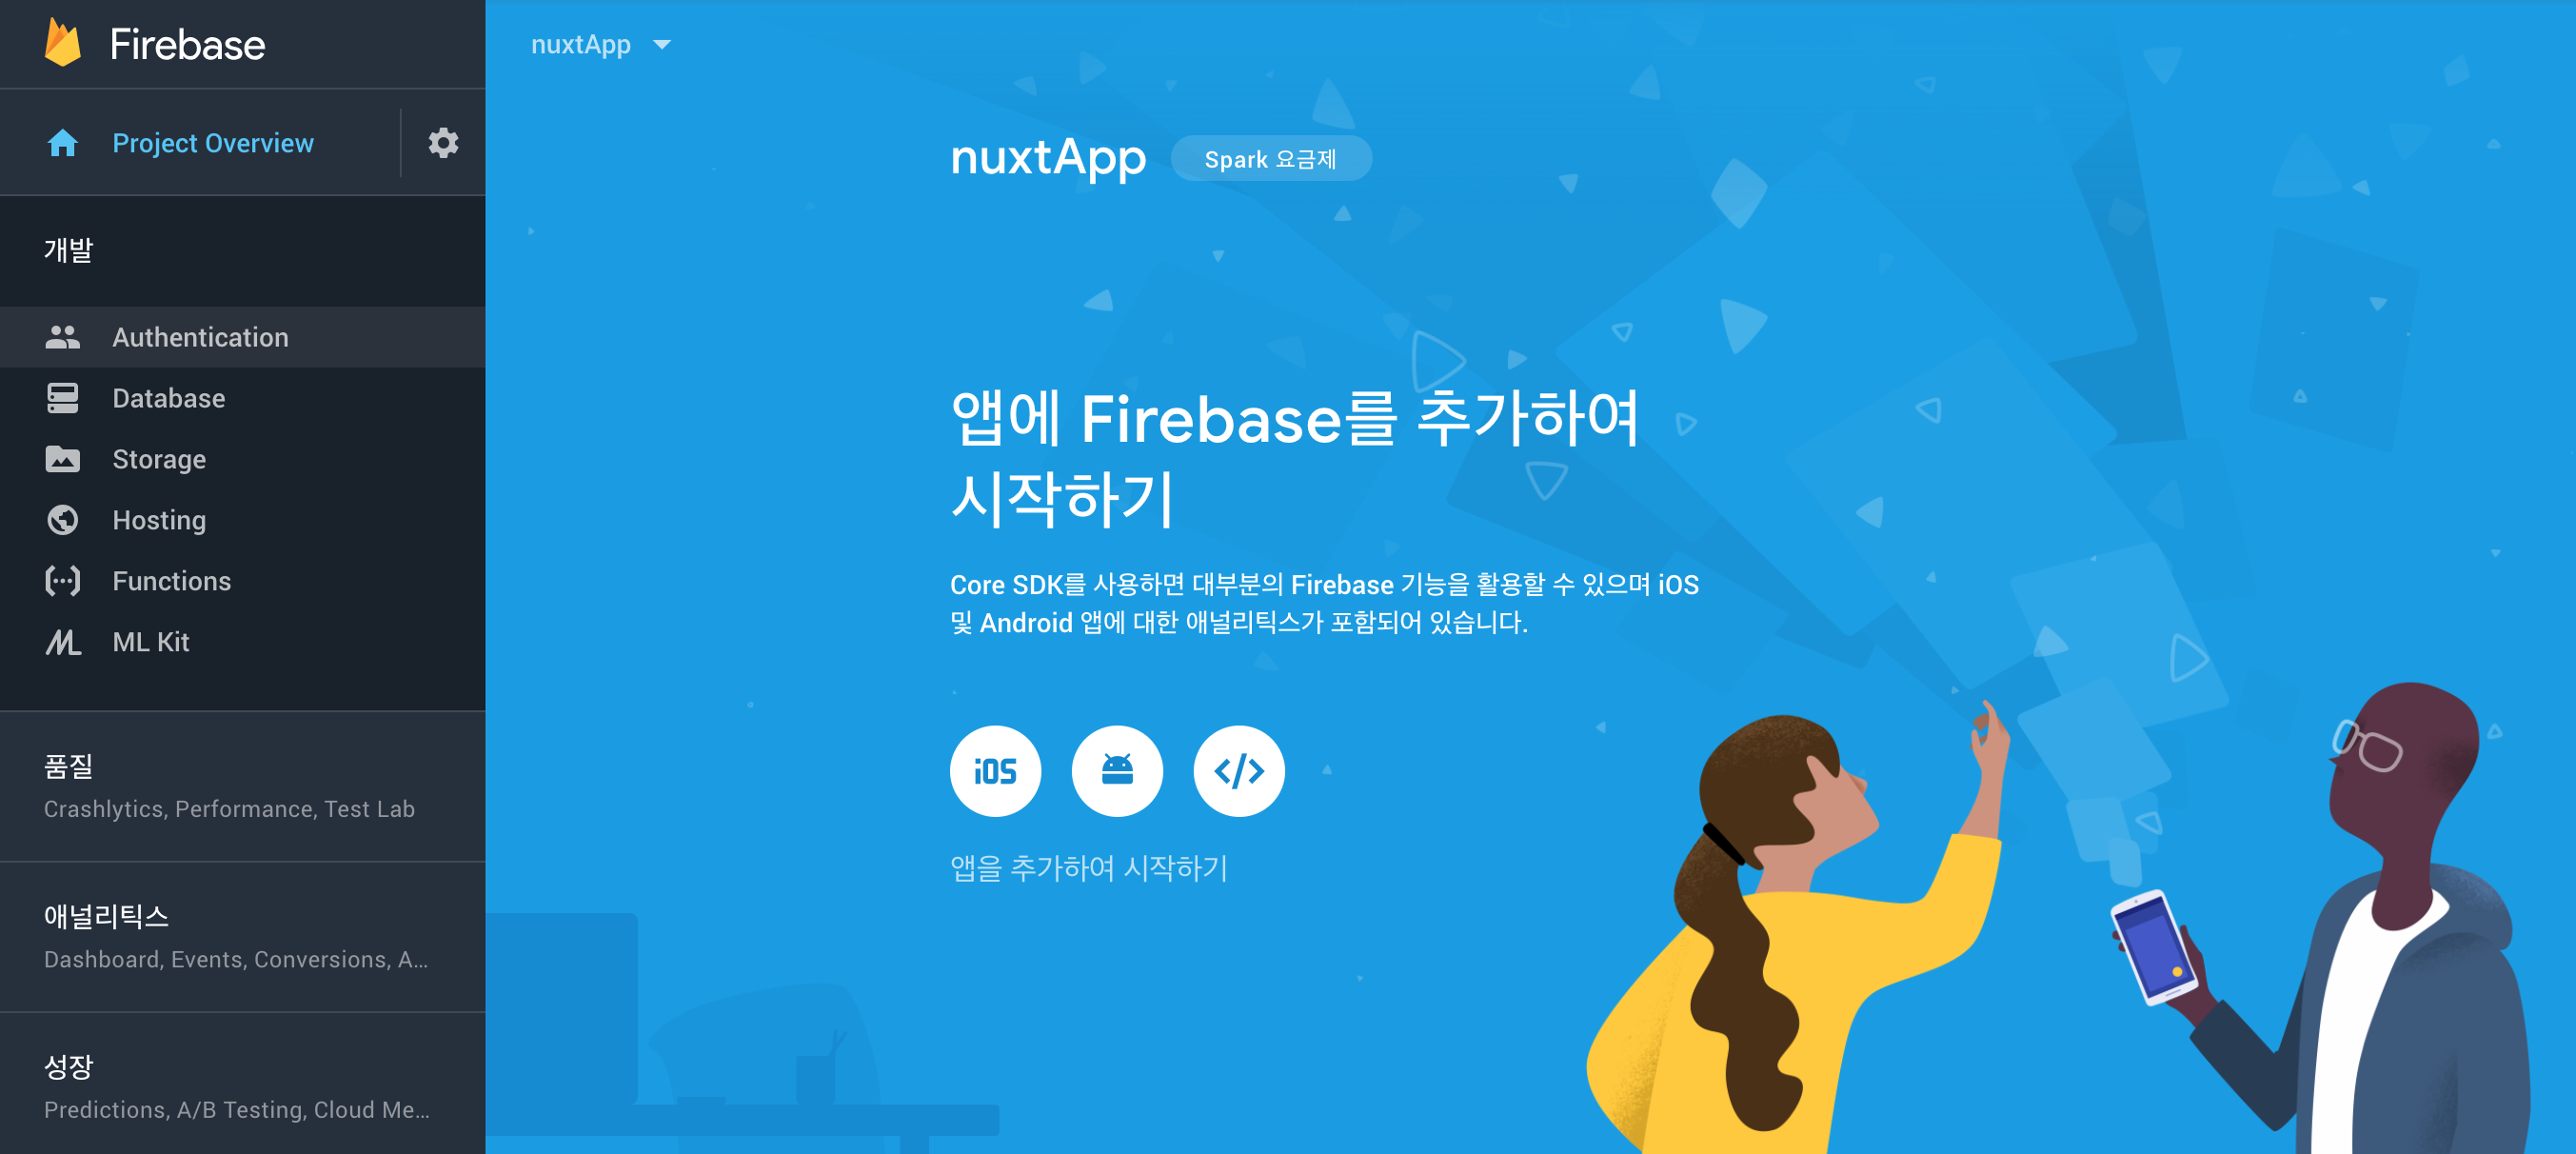 Firebase
Project Overview
개발
Authentication
Database
Storage
Hosting
Functions
ML Kit
품질
Crashlytics, Performance, Test Lab
애널리틱스
Dashboard, Events, Conversions, A...
성장
Predictions, A/B Testing, Cloud Me...
nuxtApp
nuxtApp Spark 요금제
앱에 Firebase를 추가하여
시작하기
Core SDK를 사용하면 대부분의 Firebase 기능을 활용할 수 있으며 iOS
및 Android 앱에 대한 애널리틱스가 포함되어 있습니다.
iOS </>
앱을 추가하여 시작하기